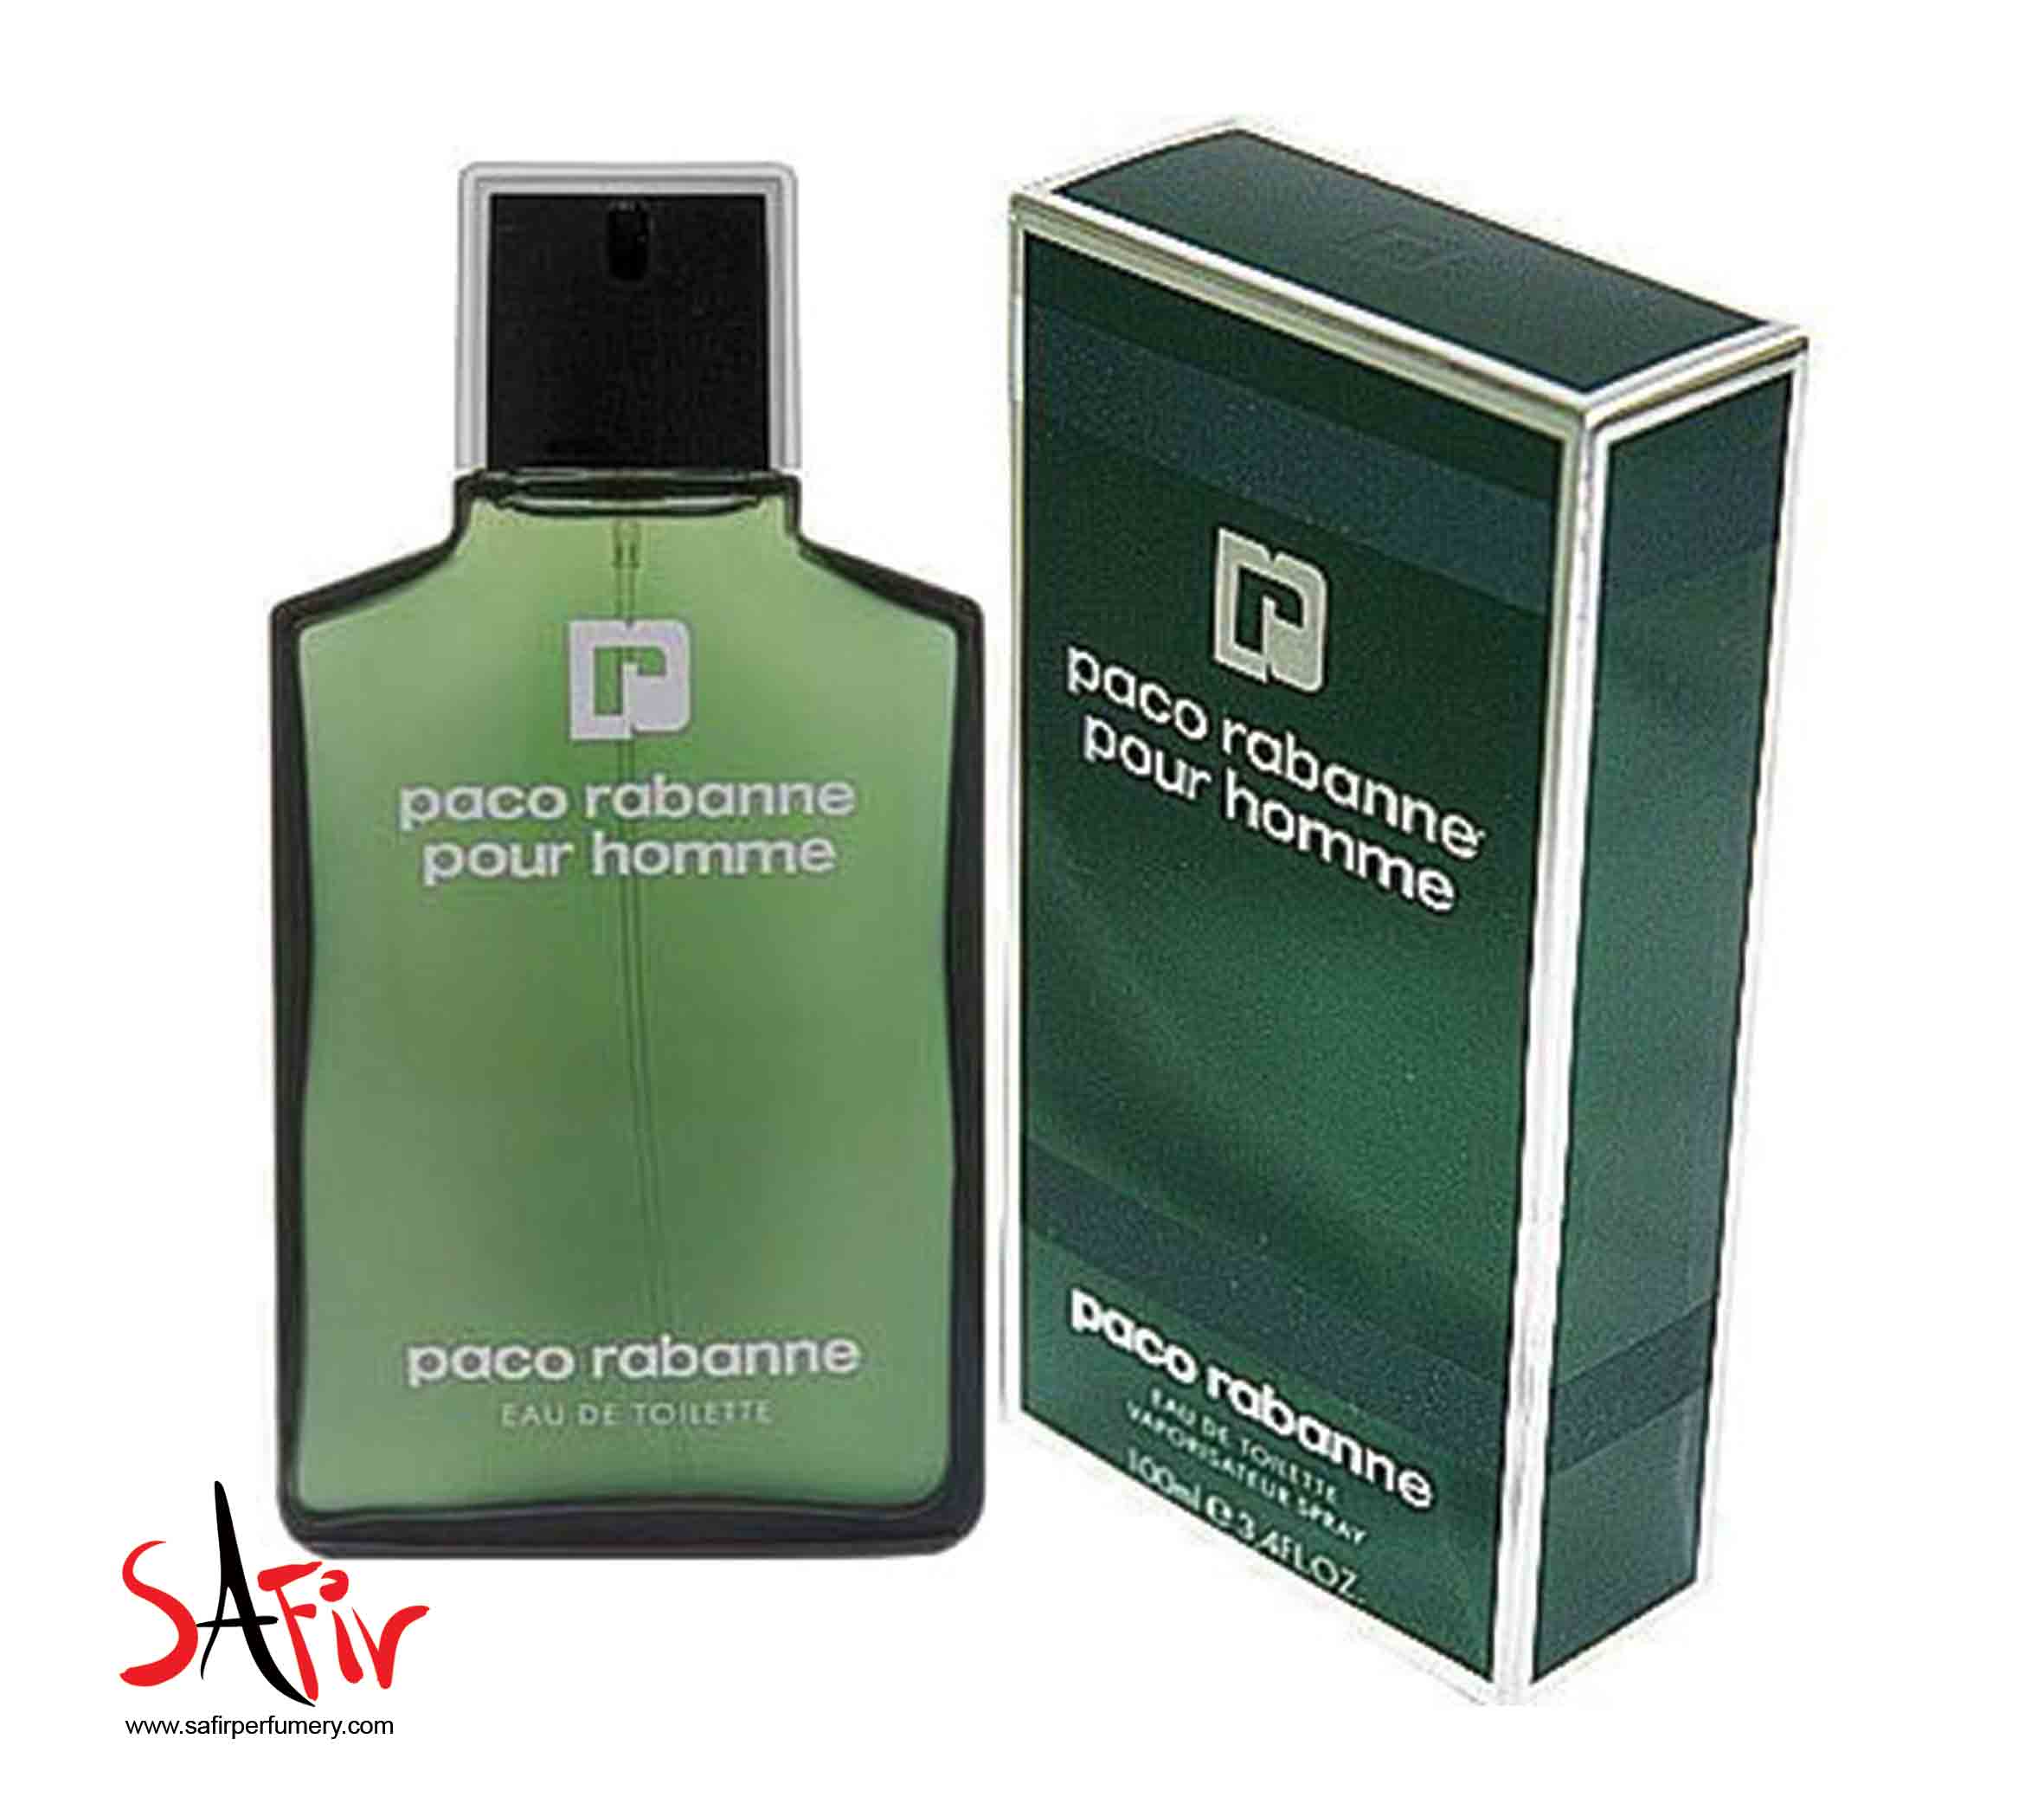 paco rabanne
pour homme
paco rabanne
EAU DE TOILETTE
paco rabanne
pour homme
paco rabanne
EAU DE TOILETTE
VAPORISATEUR SPRAY
100ml e 3.4FL.OZ.
SAFir
www.safirperfumery.com